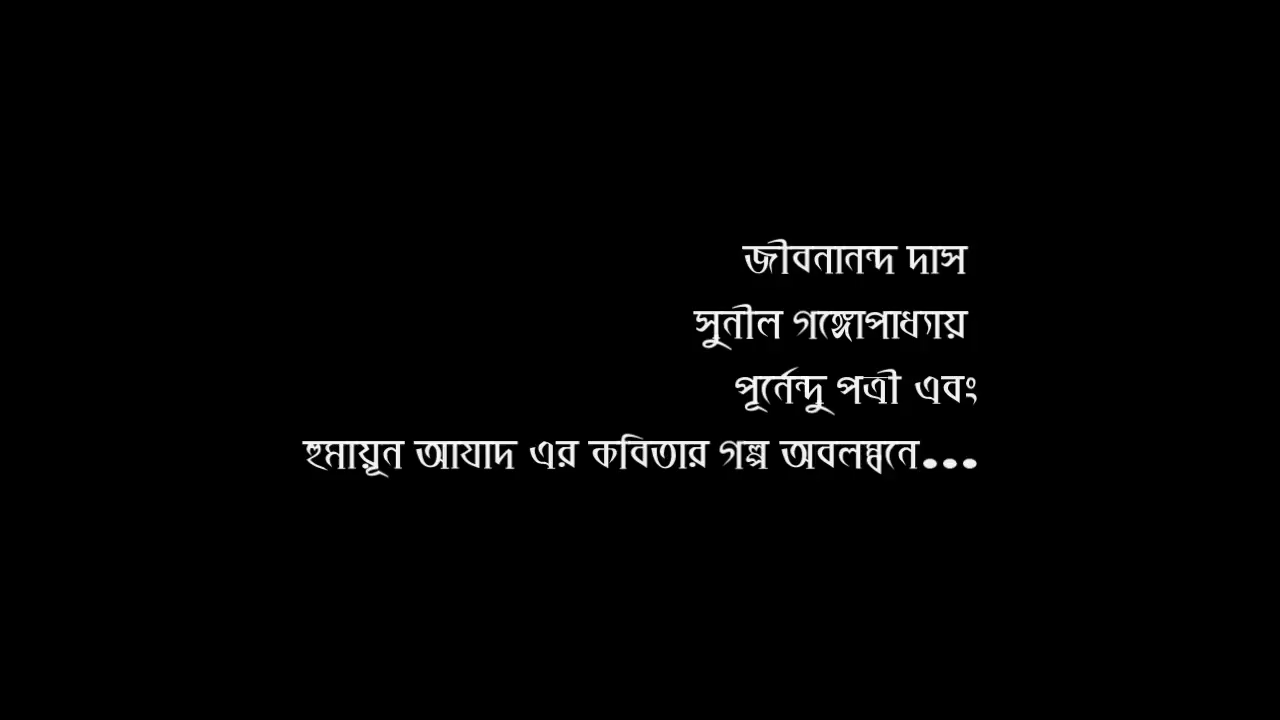 জীবনানন্দ দাস
সুনীল গঙ্গোপাধ্যায়
পূর্নেন্দু পত্রী এবং
হুমায়ূন আযাদ এর কবিতার গল্প অবলম্বনে...